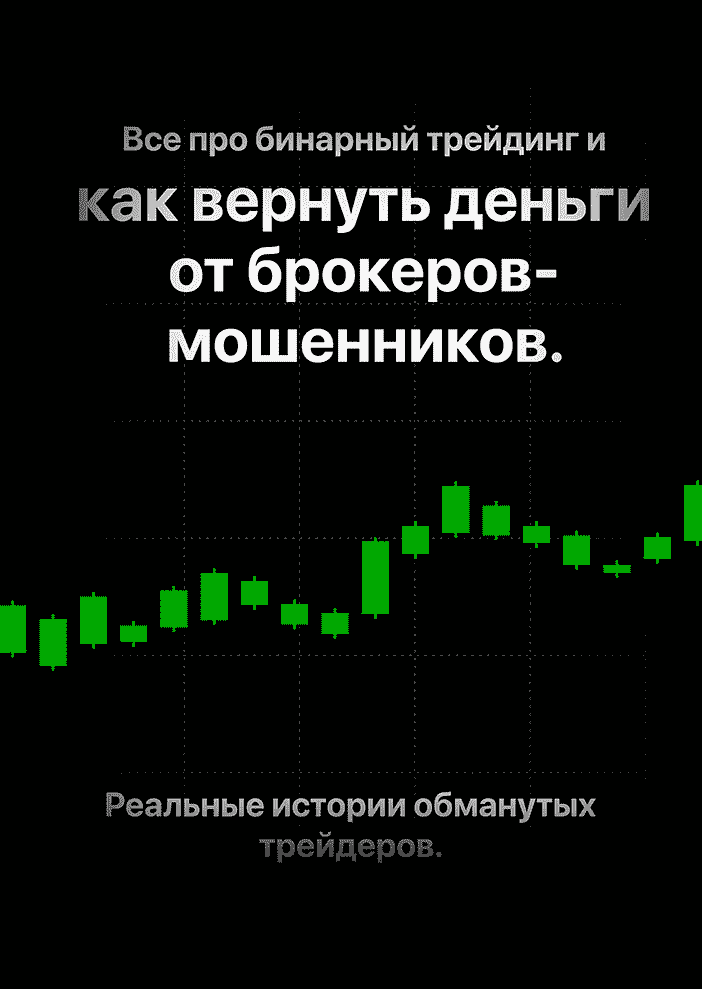 Все про бинарный трейдинг и
как вернуть деньги
от брокеров-
мошенников.
Реальные истории обманутых
трейдеров.